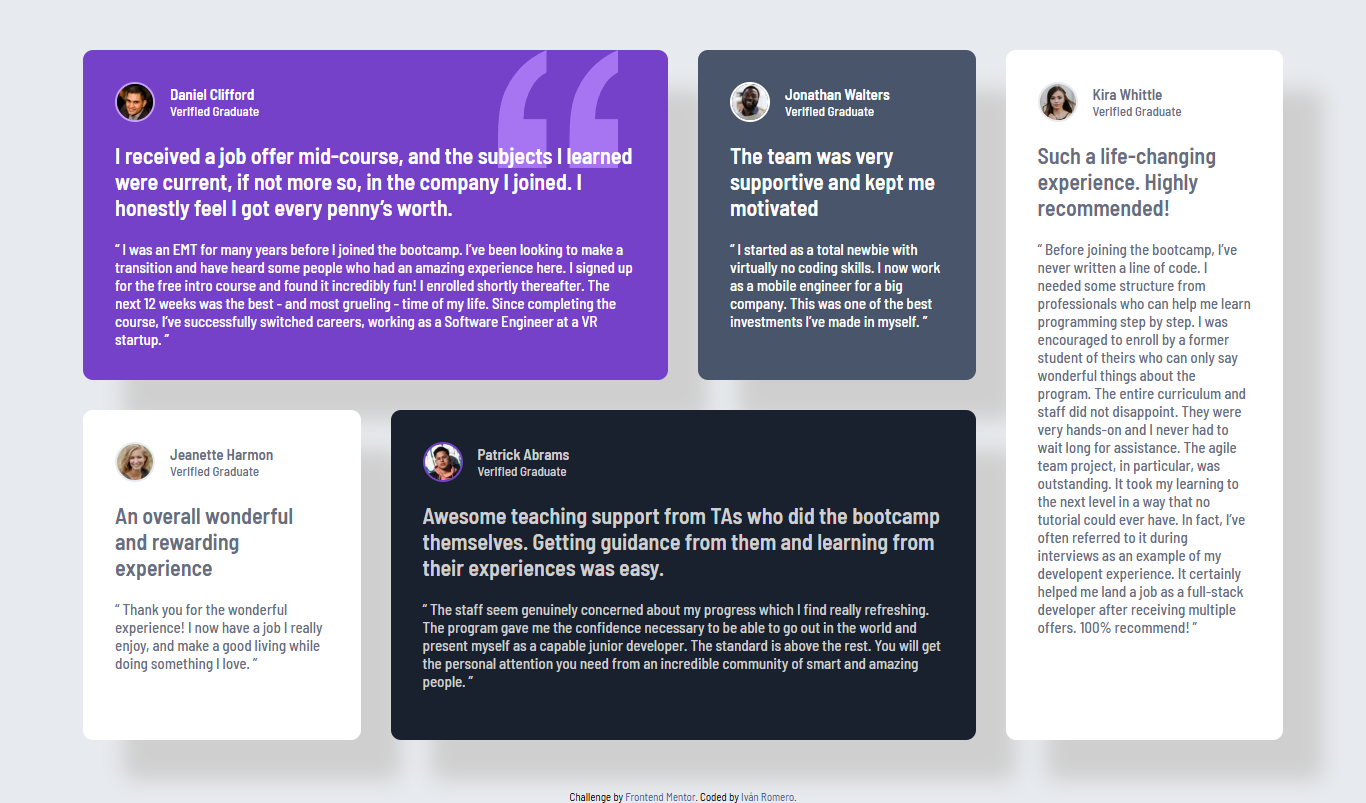 Daniel Clifford
Verified Graduate
I received a job offer mid-course, and the subjects I learned
were current, if not more so, in the company I joined. I
honestly feel I got every penny’s worth.
“ I was an EMT for many years before I joined the bootcamp. I’ve been looking to make a
transition and have heard some people who had an amazing experience here. I signed up
for the free intro course and found it incredibly fun! I enrolled shortly thereafter. The
next 12 weeks was the best - and most grueling - time of my life. Since completing the
course, I’ve successfully switched careers, working as a Software Engineer at a VR
startup. ”
Jonathan Walters
Verified Graduate
The team was very
supportive and kept me
motivated
“ I started as a total newbie with
virtually no coding skills. I now work
as a mobile engineer for a big
company. This was one of the best
investments I’ve made in myself. ”
Kira Whittle
Verified Graduate
Such a life-changing
experience. Highly
recommended!
“ Before joining the bootcamp, I’ve
never written a line of code. I
needed some structure from
professionals who can help me learn
programming step by step. I was
encouraged to enroll by a former
student of theirs who can only say
wonderful things about the
program. The entire curriculum and
staff did not disappoint. They were
very hands-on and I never had to
wait long for assistance. The agile
team project, in particular, was
outstanding. It took my learning to
the next level in a way that no
tutorial could ever have. In fact, I’ve
often referred to it during
interviews as an example of my
developent experience. It certainly
helped me land a job as a full-stack
developer after receiving multiple
offers. 100% recommend! ”
Jeanette Harmon
Verified Graduate
An overall wonderful
and rewarding
experience
“ Thank you for the wonderful
experience! I now have a job I really
enjoy, and make a good living while
doing something I love. ”
Patrick Abrams
Verified Graduate
Awesome teaching support from TAs who did the bootcamp
themselves. Getting guidance from them and learning from
their experiences was easy.
“ The staff seem genuinely concerned about my progress which I find really refreshing.
The program gave me the confidence necessary to be able to go out in the world and
present myself as a capable junior developer. The standard is above the rest. You will get
the personal attention you need from an incredible community of smart and amazing
people. ”
Challenge by Frontend Mentor. Coded by Iván Romero.